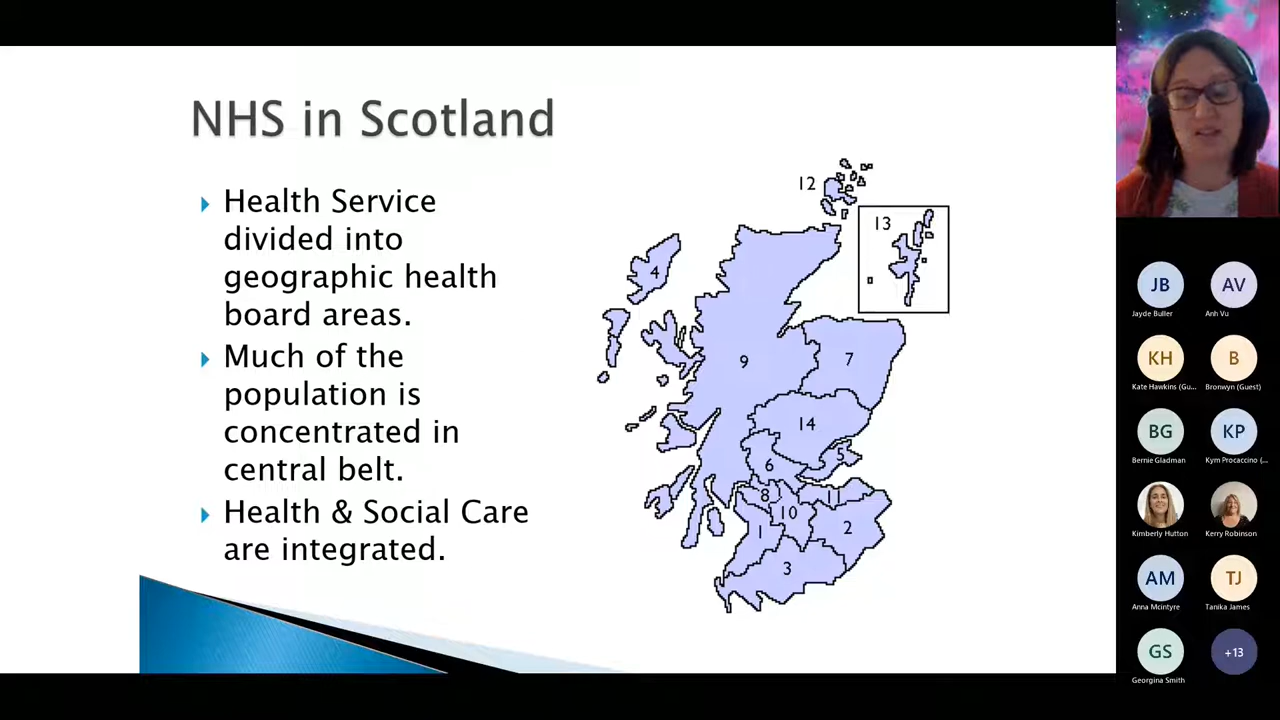 NHS in Scotland
Health Service
divided into
geographic health
board areas.
Much of the
population is
concentrated in
central belt.
Health & Social Care
are integrated.
12
13
4
9
7
14
5
6
8
11
10
1
2
3
JB
AV
Jayde Buller
Anh Vu
KH
B
Kate Hawkins (Gu...
Bronwyn (Guest)
BG
KP
Bernie Gladman
Kym Procaccino (...
Kimberly Hutton
Kerry Robinson
AM
TJ
Anna Mcintyre
Tanika James
GS
+13
Georgina Smith